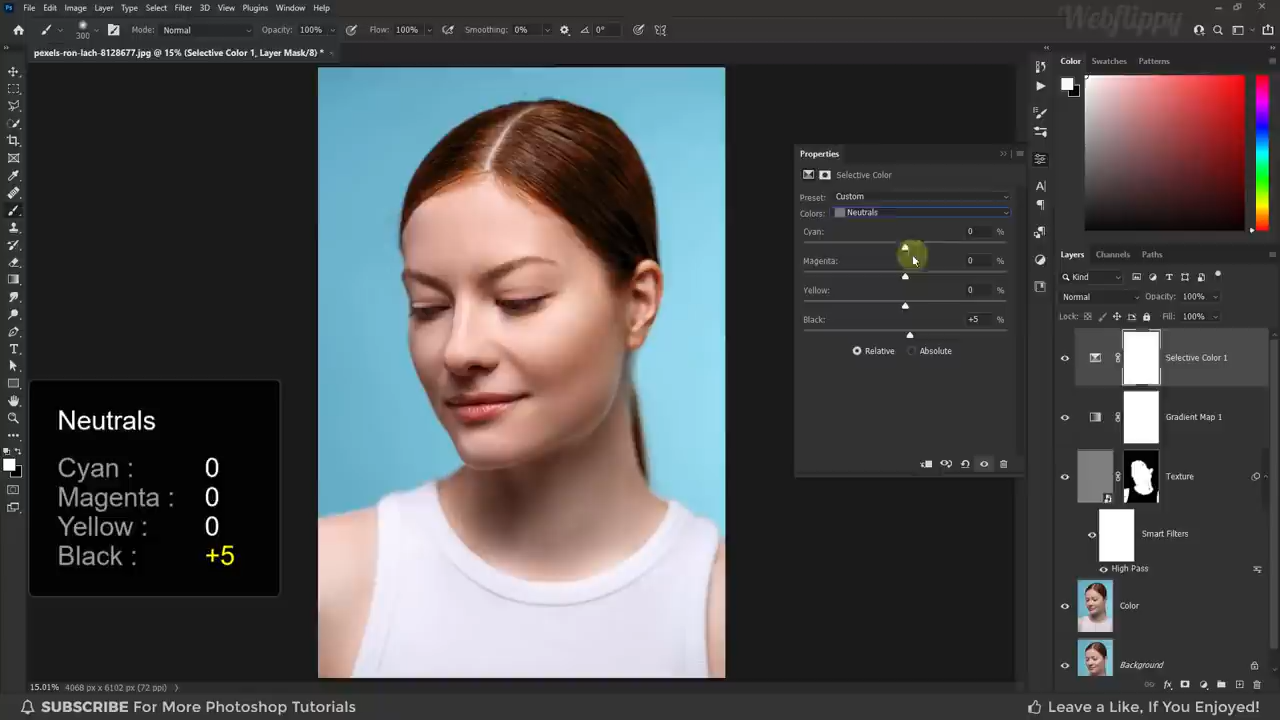 Ps File Edit Image Layer Type Select Filter 3D View Plugins Window Help
Webflippy
300 Mode: Normal Opacity: 100% Flow: 100% Smoothing: 0% 0°
pexels-ron-lach-8128677.jpg @ 15% (Selective Color 1, Layer Mask/8) *
Color Swatches Patterns
Properties
Selective Color
Preset: Custom
Colors: Neutrals
Cyan: 0 %
Magenta: 0 %
Yellow: 0 %
Black: +5 %
Relative Absolute
Layers Channels Paths
Kind
Normal Opacity: 100%
Lock: Fill: 100%
Selective Color 1
Gradient Map 1
Texture
Smart Filters
High Pass
Color
Background
Neutrals
Cyan : 0
Magenta : 0
Yellow : 0
Black : +5
15.01% 4068 px x 6102 px (72 ppi)
SUBSCRIBE For More Photoshop Tutorials
Leave a Like, If You Enjoyed!